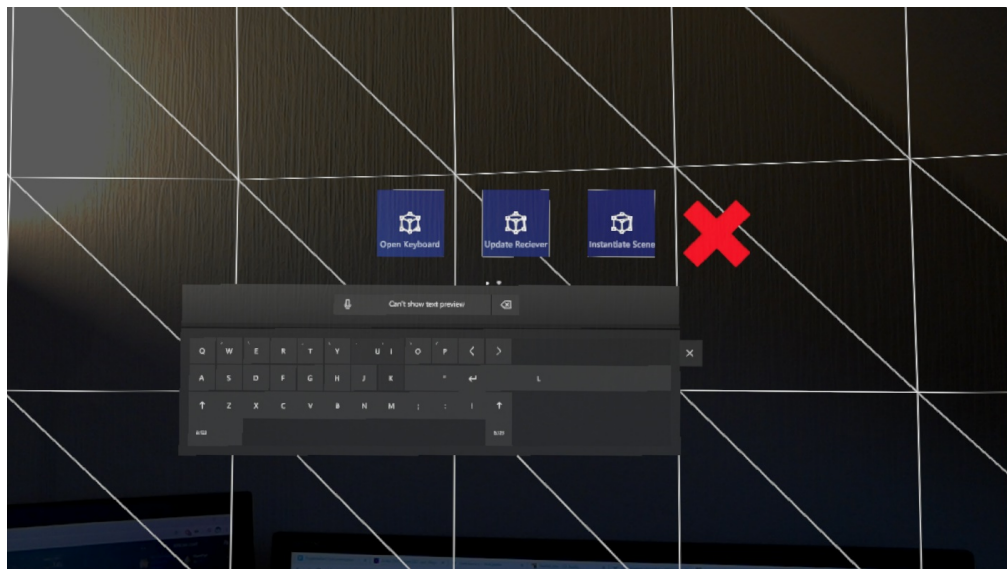 Open Keyboard Update Reciever Instantiate Scene
Can't show text preview
Q W E R T Y U I O P
A S D F G H J K " L
Z X C V B N M ; : !